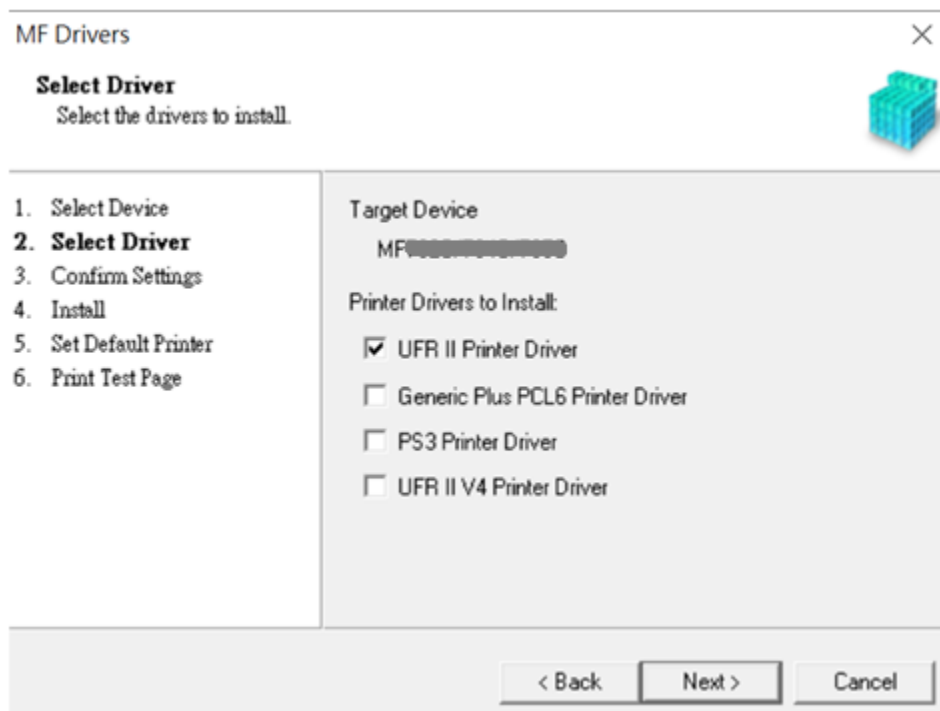 MF Drivers
Select Driver
Select the drivers to install.
1. Select Device
2. Select Driver
3. Confirm Settings
4. Install
5. Set Default Printer
6. Print Test Page
Target Device
MF
Printer Drivers to Install:
UFR II Printer Driver
Generic Plus PCL6 Printer Driver
PS3 Printer Driver
UFR II V4 Printer Driver
< Back
Next >
Cancel